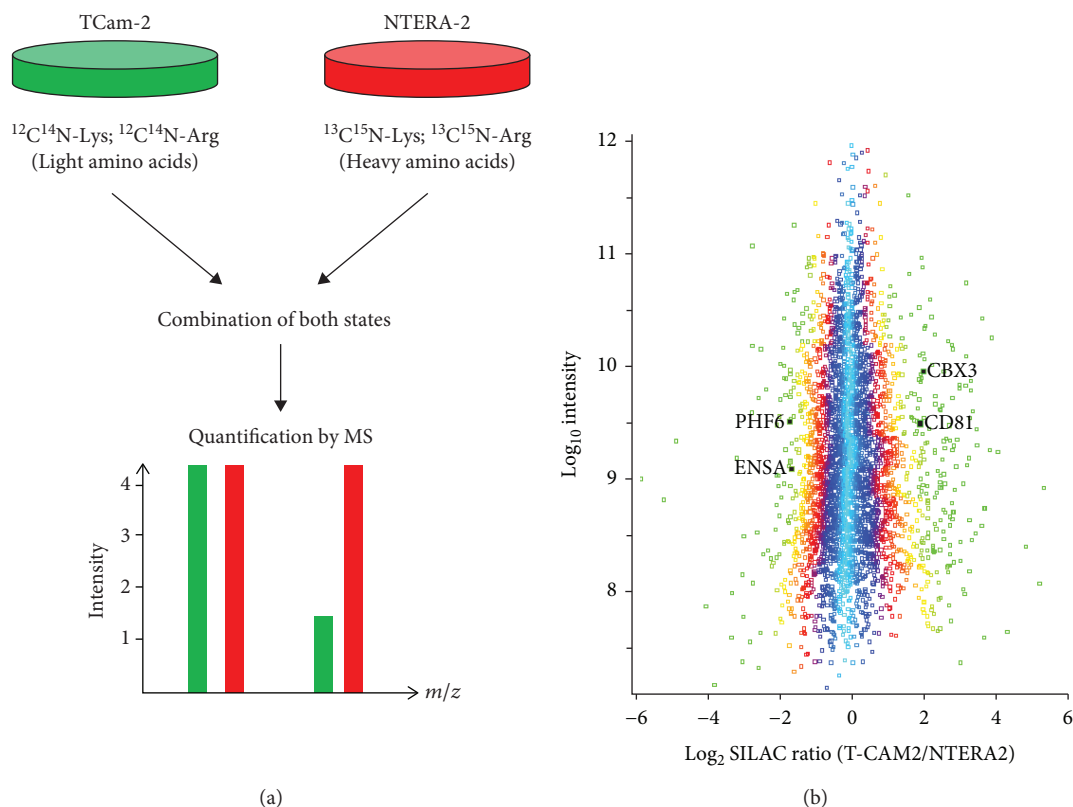 TCam-2
NTERA-2
¹²C¹⁴N-Lys; ¹²C¹⁴N-Arg
(Light amino acids)
¹³C¹⁵N-Lys; ¹³C¹⁵N-Arg
(Heavy amino acids)
Combination of both states
Quantification by MS
4
3
2
1
Intensity
m/z
(a)
12
11
10
9
8
Log₁₀ intensity
CBX3
PHF6
CD81
ENSA
−6 −4 −2 0 2 4 6
Log₂ SILAC ratio (T-CAM2/NTERA2)
(b)